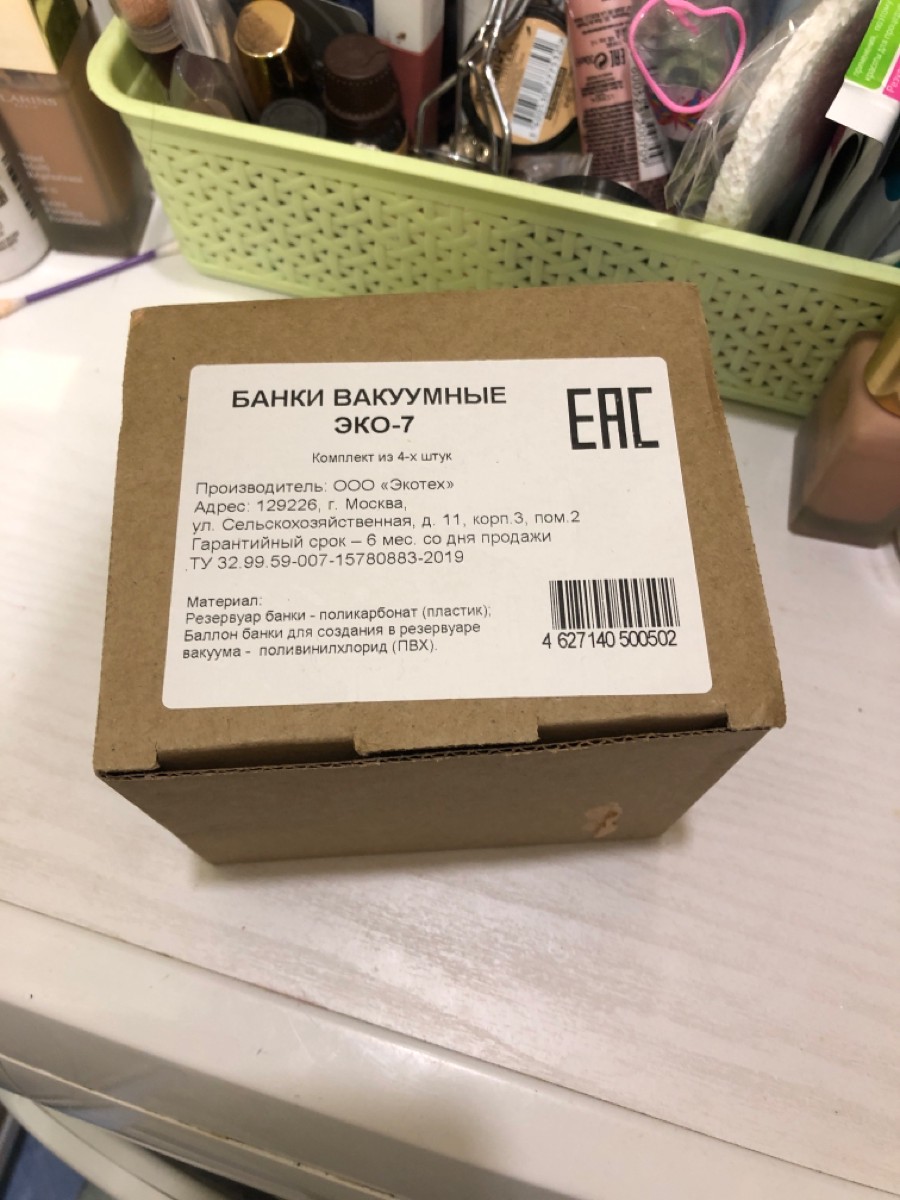 CLARINS
БАНКИ ВАКУУМНЫЕ
ЭКО-7
EAC
Комплект из 4-х штук
Производитель: ООО «Экотех»
Адрес: 129226, г. Москва,
ул. Сельскохозяйственная, д. 11, корп.3, пом.2
Гарантийный срок – 6 мес. со дня продажи
ТУ 32.99.59-007-15780883-2019
Материал:
Резервуар банки - поликарбонат (пластик);
Баллон банки для создания в резервуаре
вакуума - поливинилхлорид (ПВХ).
4 627140 500502